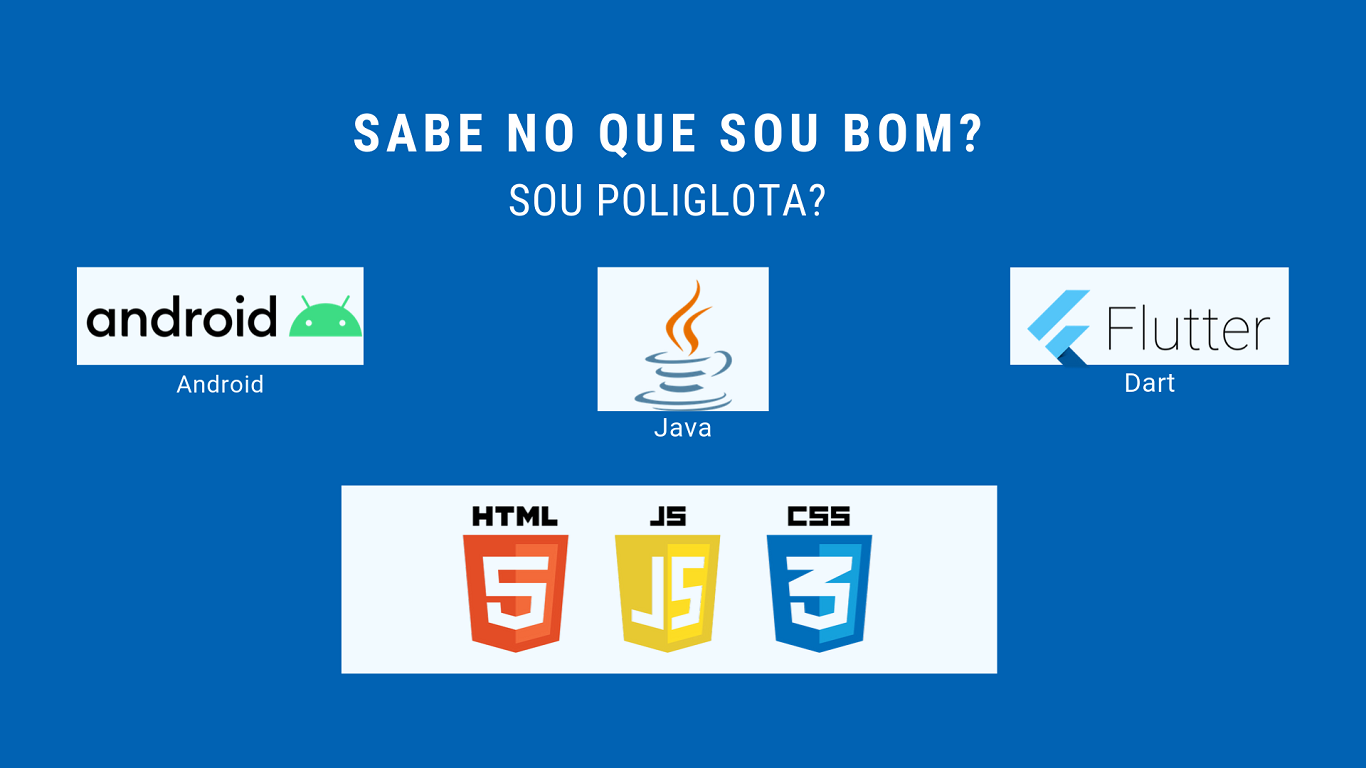 SABE NO QUE SOU BOM?
SOU POLIGLOTA?
android
Android
Java
Flutter
Dart
HTML JS CSS
5 JS 3